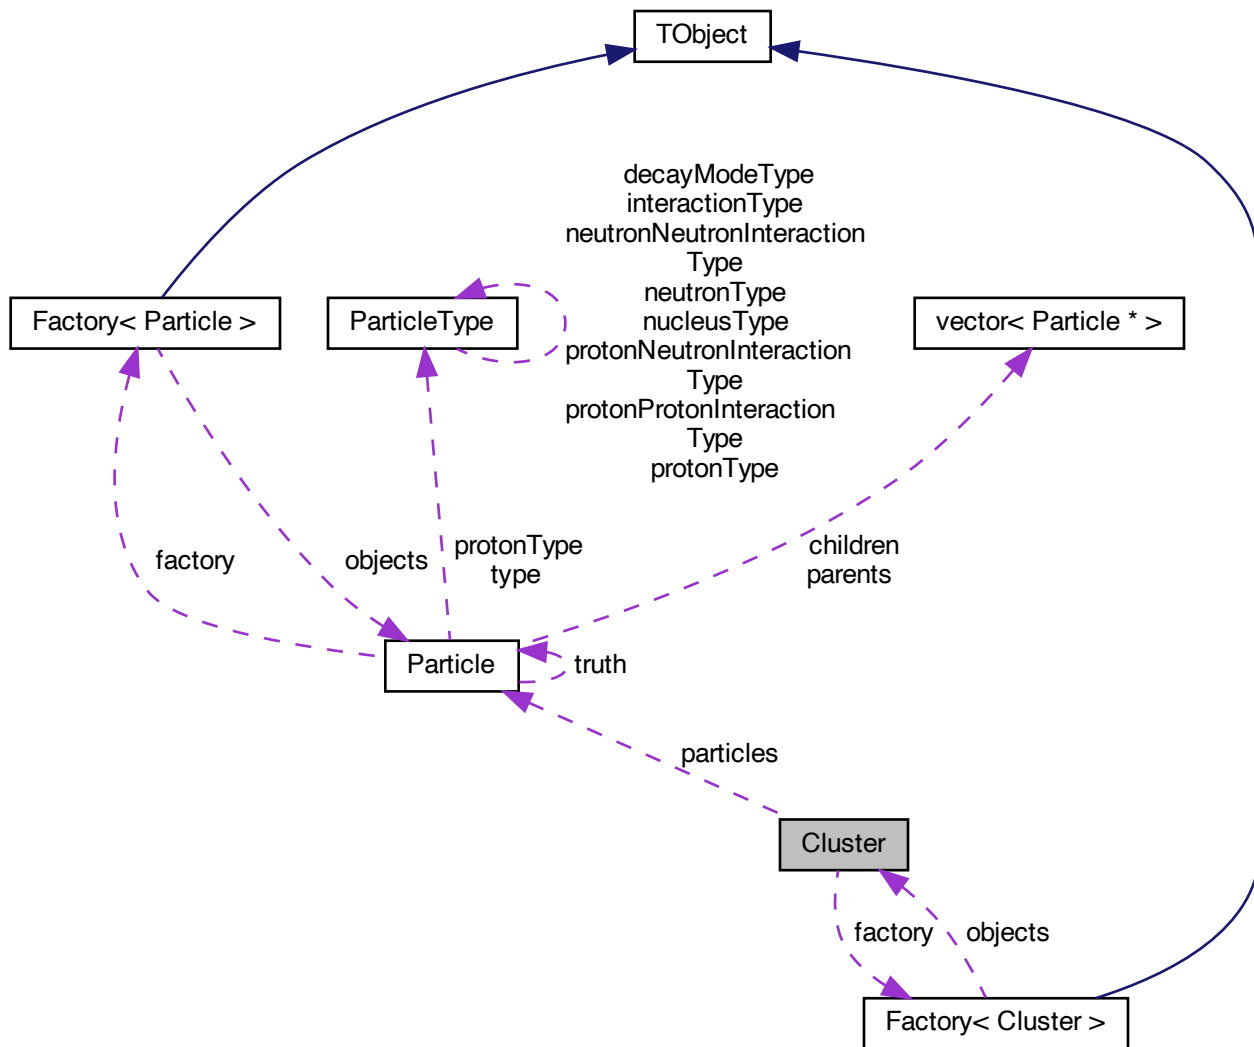 TObject
decayModeType
interactionType
neutronNeutronInteraction
Type
neutronType
nucleusType
protonNeutronInteraction
Type
protonProtonInteraction
Type
protonType
Factory< Particle >
ParticleType
vector< Particle * >
factory
objects
protonType
type
children
parents
Particle
truth
particles
Cluster
factory
objects
Factory< Cluster >